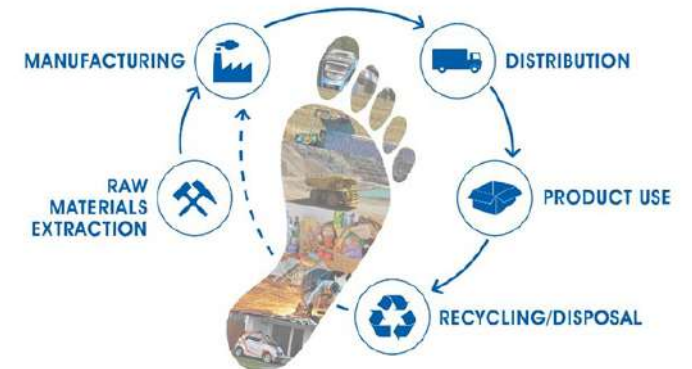 MANUFACTURING
DISTRIBUTION
RAW
MATERIALS
EXTRACTION
PRODUCT USE
RECYCLING/DISPOSAL